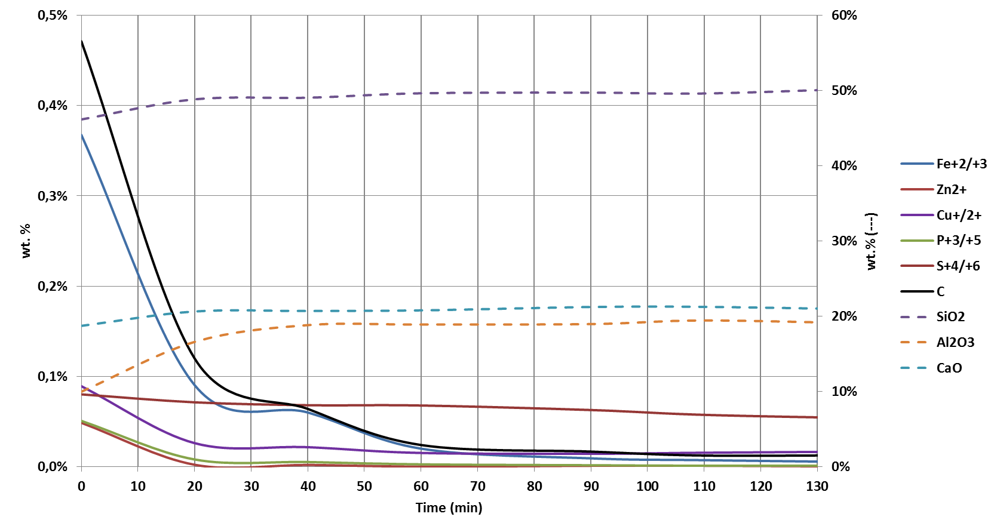 0,5%
0,4%
0,3%
0,2%
0,1%
0,0%
wt. %
60%
50%
40%
30%
20%
10%
0%
wt.% (---)
0 10 20 30 40 50 60 70 80 90 100 110 120 130
Time (min)
Fe+2/+3
Zn2+
Cu+/2+
P+3/+5
S+4/+6
C
SiO2
Al2O3
CaO